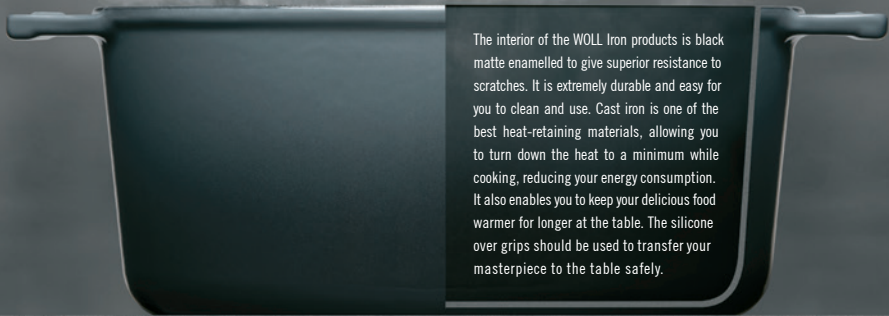 The interior of the WOLL Iron products is black
matte enamelled to give superior resistance to
scratches. It is extremely durable and easy for
you to clean and use. Cast iron is one of the
best heat-retaining materials, allowing you
to turn down the heat to a minimum while
cooking, reducing your energy consumption.
It also enables you to keep your delicious food
warmer for longer at the table. The silicone
over grips should be used to transfer your
masterpiece to the table safely.